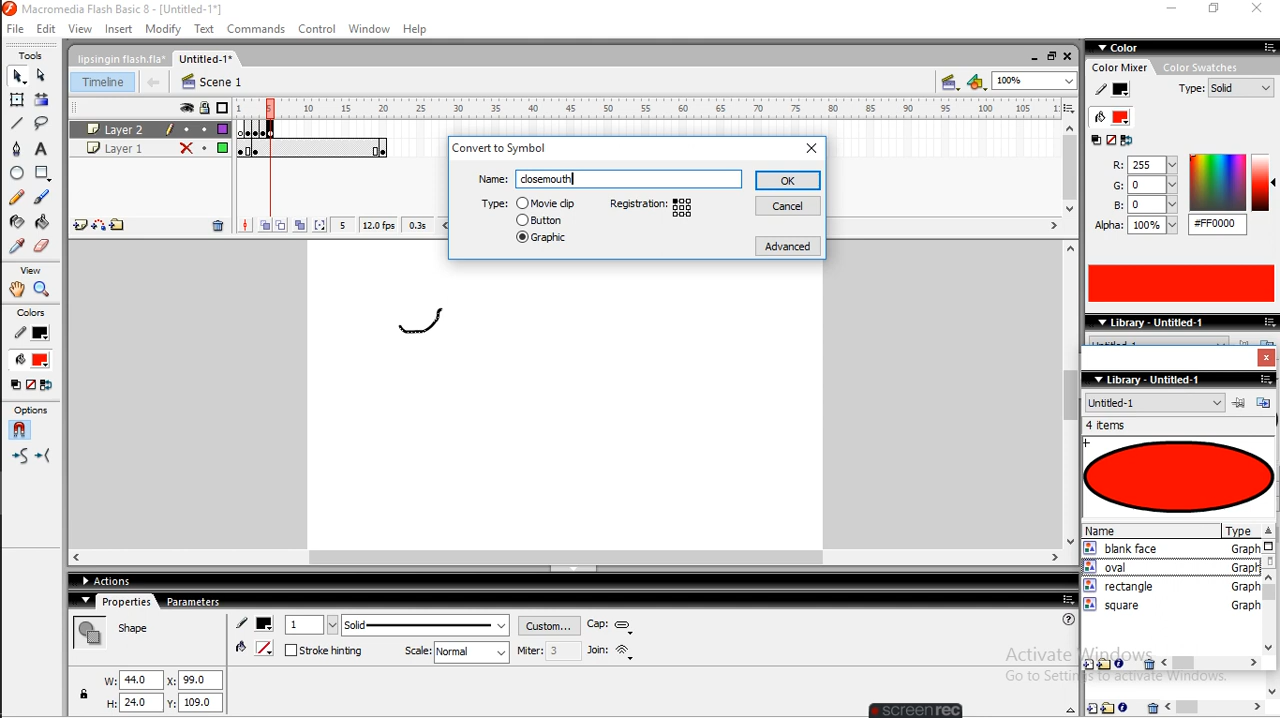 Macromedia Flash Basic 8 - [Untitled-1*]
File Edit View Insert Modify Text Commands Control Window Help
Tools
lipsingin flash.fla* Untitled-1*
Timeline Scene 1 100%
1 5 10 15 20 25 30 35 40 45 50 55 60 65 70 75 80 85 90 95 100 105
Layer 2
Layer 1
5 12.0 fps 0.3s
View
Colors
Options
Convert to Symbol
Name: closemouth OK
Type: Movie clip Registration: Cancel
Button
Graphic Advanced
Color
Color Mixer Color Swatches
Type: Solid
R: 255
G: 0
B: 0
Alpha: 100% #FF0000
Library - Untitled-1
Untitled-1
Library - Untitled-1
Untitled-1
4 items
Name Type
blank face Graph
oval Graph
rectangle Graph
square Graph
Actions
Properties Parameters
Shape 1 Solid Custom... Cap:
Stroke hinting Scale: Normal Miter: 3 Join:
W: 44.0 X: 99.0
H: 24.0 Y: 109.0
Activate Windows
Go to Settings to activate Windows.
screenrec